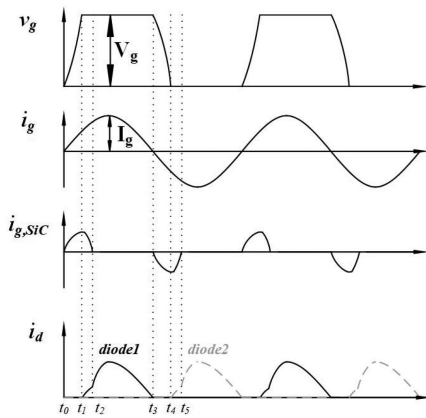 v_g
V_g
i_g
I_g
i_g,SiC
i_d
diode1
diode2
t_0 t_1 t_2 t_3 t_4 t_5